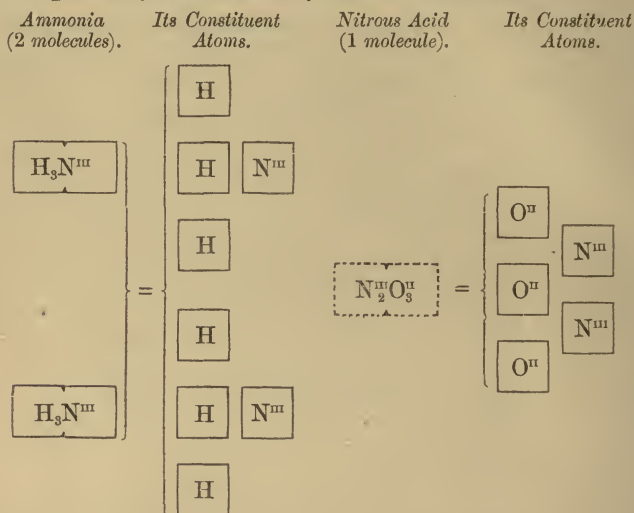 Ammonia Its Constituent Nitrous Acid Its Constituent
(2 molecules). Atoms. (1 molecule). Atoms.
H
H₃Nᴵᴵᴵ H Nᴵᴵᴵ
H
Oᴵᴵ
Nᴵᴵᴵ
= N₂ᴵᴵᴵO₃ᴵᴵ = Oᴵᴵ
H
Nᴵᴵᴵ
Oᴵᴵ
H₃Nᴵᴵᴵ H Nᴵᴵᴵ
H